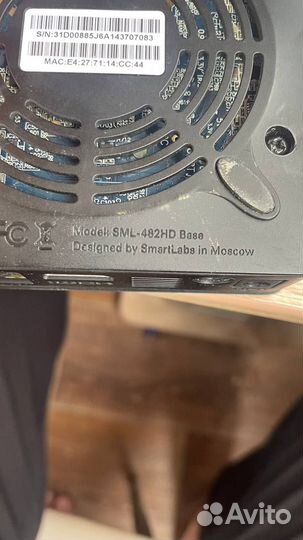 S/N:31D00885J6A143707083
MAC:E4:27:71:14:CC:44
Model: SML-482HD Base
Designed by SmartLabs in Moscow
Avito